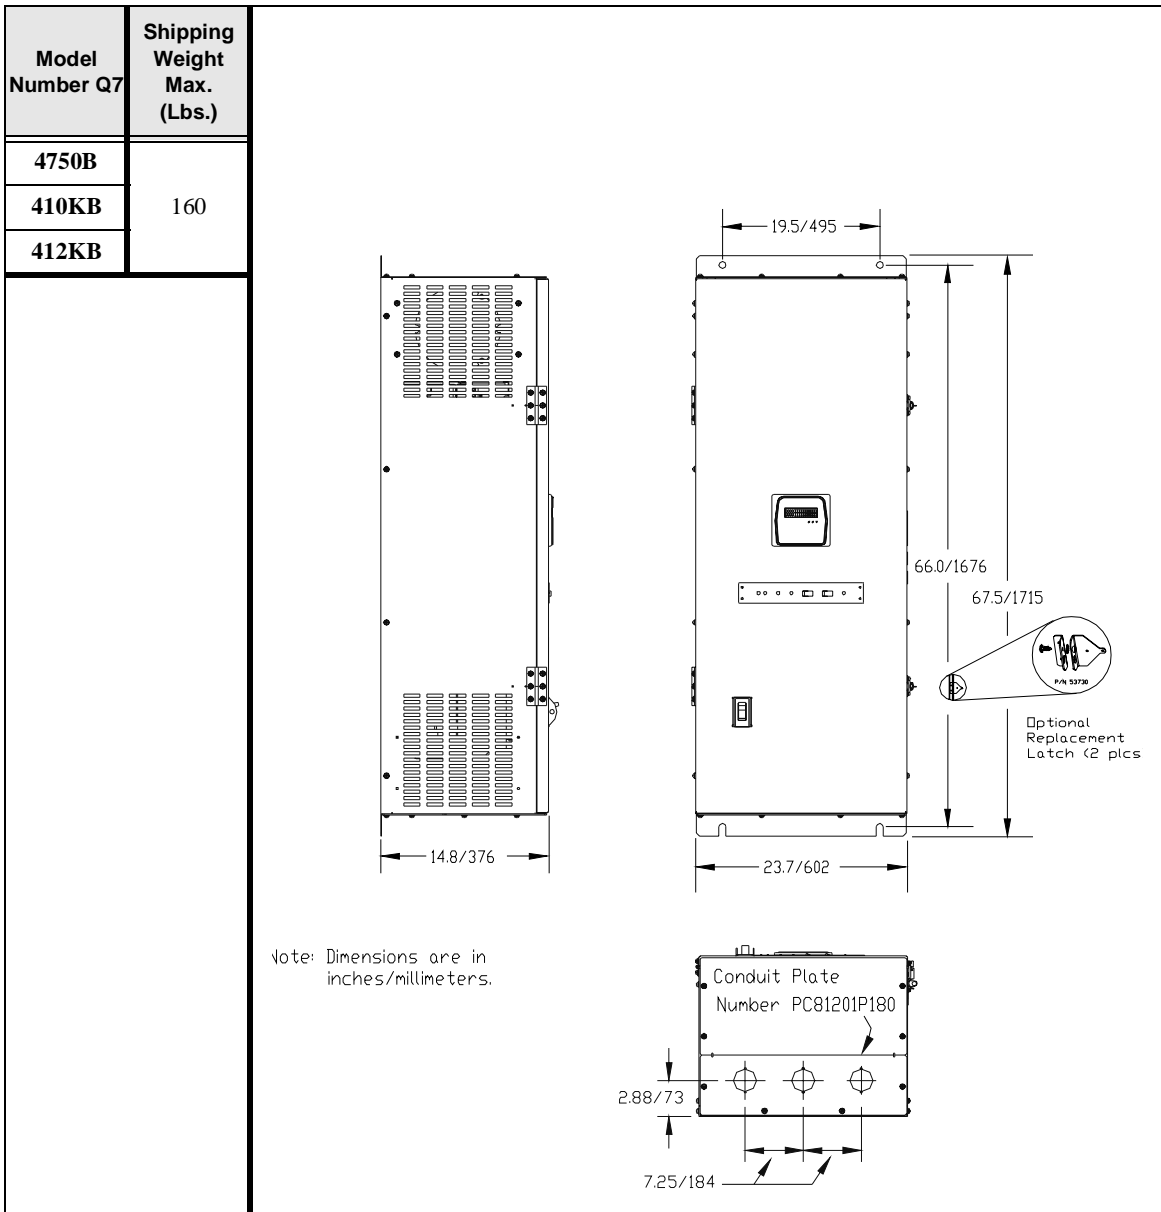 Model
Number Q7
Shipping
Weight
Max.
(Lbs.)
4750B
410KB
412KB
160
19.5/495
66.0/1676
67.5/1715
P/N 53730
Optional
Replacement
Latch (2 plcs
14.8/376
23.7/602
Note: Dimensions are in
inches/millimeters.
Conduit Plate
Number PC81201P180
2.88/73
7.25/184